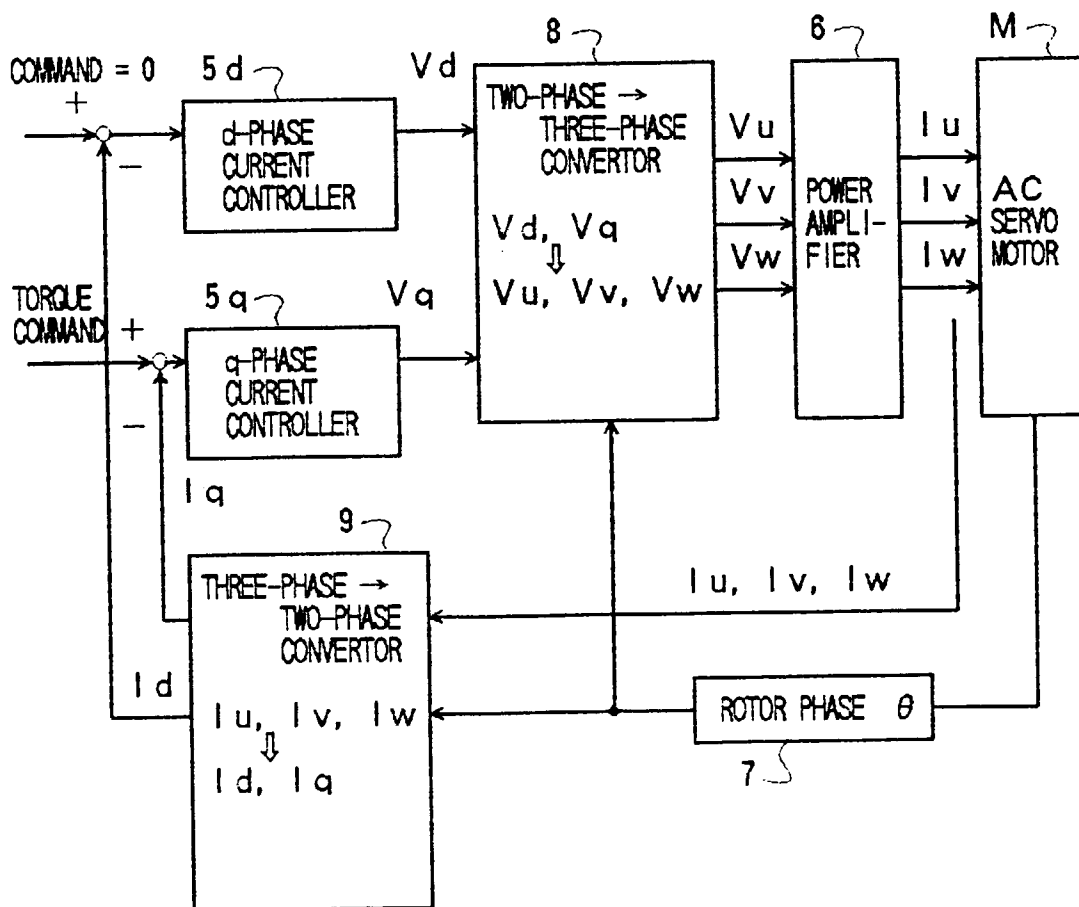 COMMAND = 0
+
−
5d
d-PHASE
CURRENT
CONTROLLER
Vd
8
TWO-PHASE →
THREE-PHASE
CONVERTOR
Vd, Vq
⇩
Vu, Vv, Vw
Vu
Vv
Vw
6
POWER
AMPLI-
FIER
Iu
Iv
Iw
M
AC
SERVO
MOTOR
TORQUE
COMMAND
+
−
5q
q-PHASE
CURRENT
CONTROLLER
Vq
Iq
Id
9
THREE-PHASE →
TWO-PHASE
CONVERTOR
Iu, Iv, Iw
⇩
Id, Iq
Iu, Iv, Iw
ROTOR PHASE θ
7